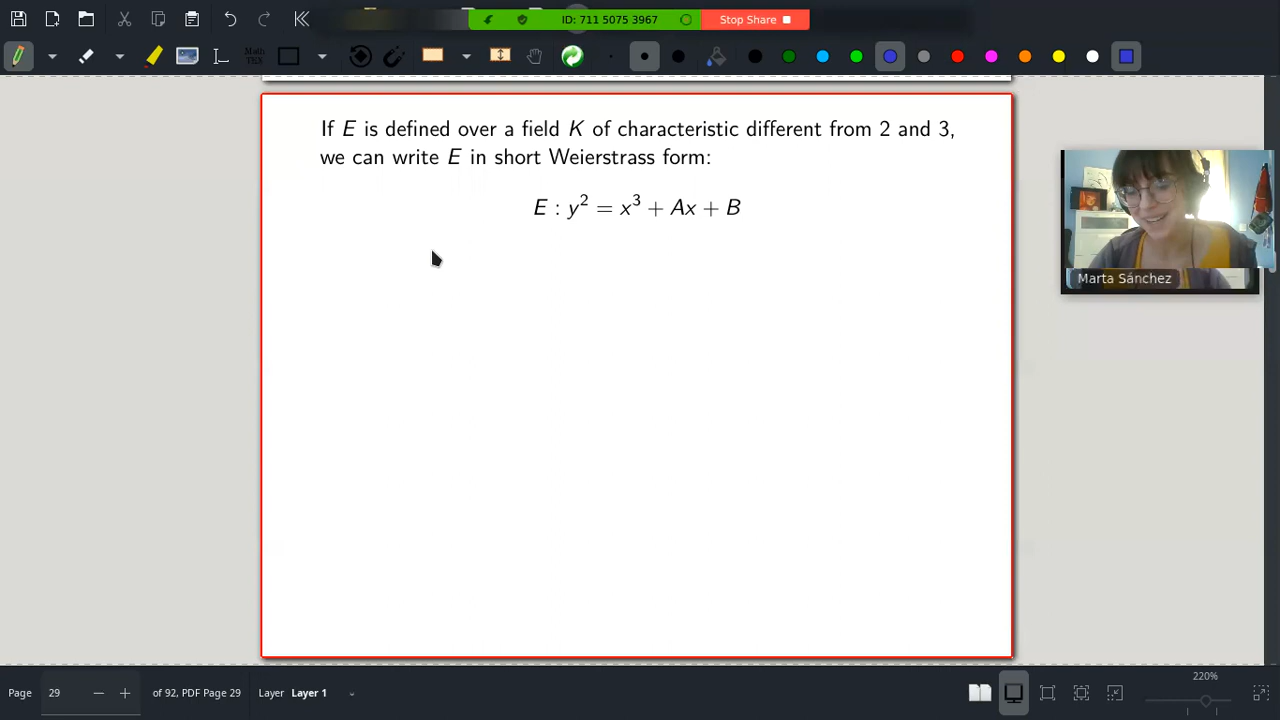 ID: 711 5075 3967
Stop Share
Math
TEX
If E is defined over a field K of characteristic different from 2 and 3,
we can write E in short Weierstrass form:
E : y² = x³ + Ax + B
Marta Sánchez
Page 29 of 92, PDF Page 29 Layer Layer 1
220%